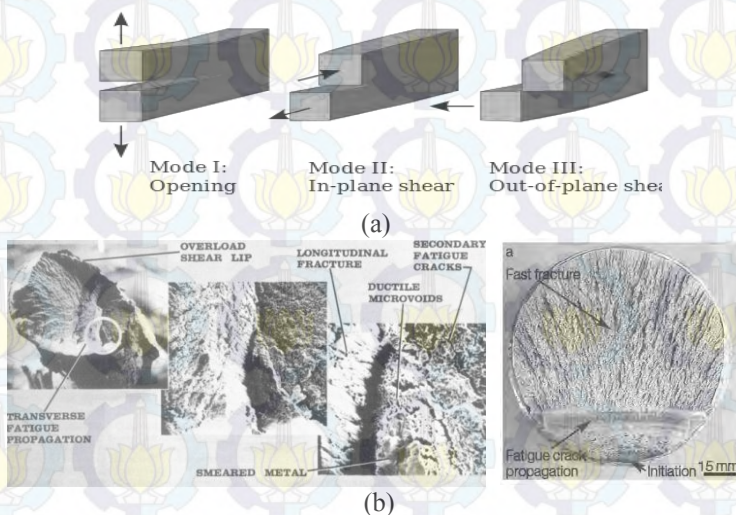 Mode I:
Opening
Mode II:
In-plane shear
Mode III:
Out-of-plane shea
(a)
OVERLOAD
SHEAR LIP
TRANSVERSE
FATIGUE
PROPAGATION
LONGITUDINAL
FRACTURE
SECONDARY
FATIGUE
CRACKS
DUCTILE
MICROVOIDS
SMEARED METAL
a
Fast fracture
Fatigue crack
propagation
Initiation
15 mm
(b)